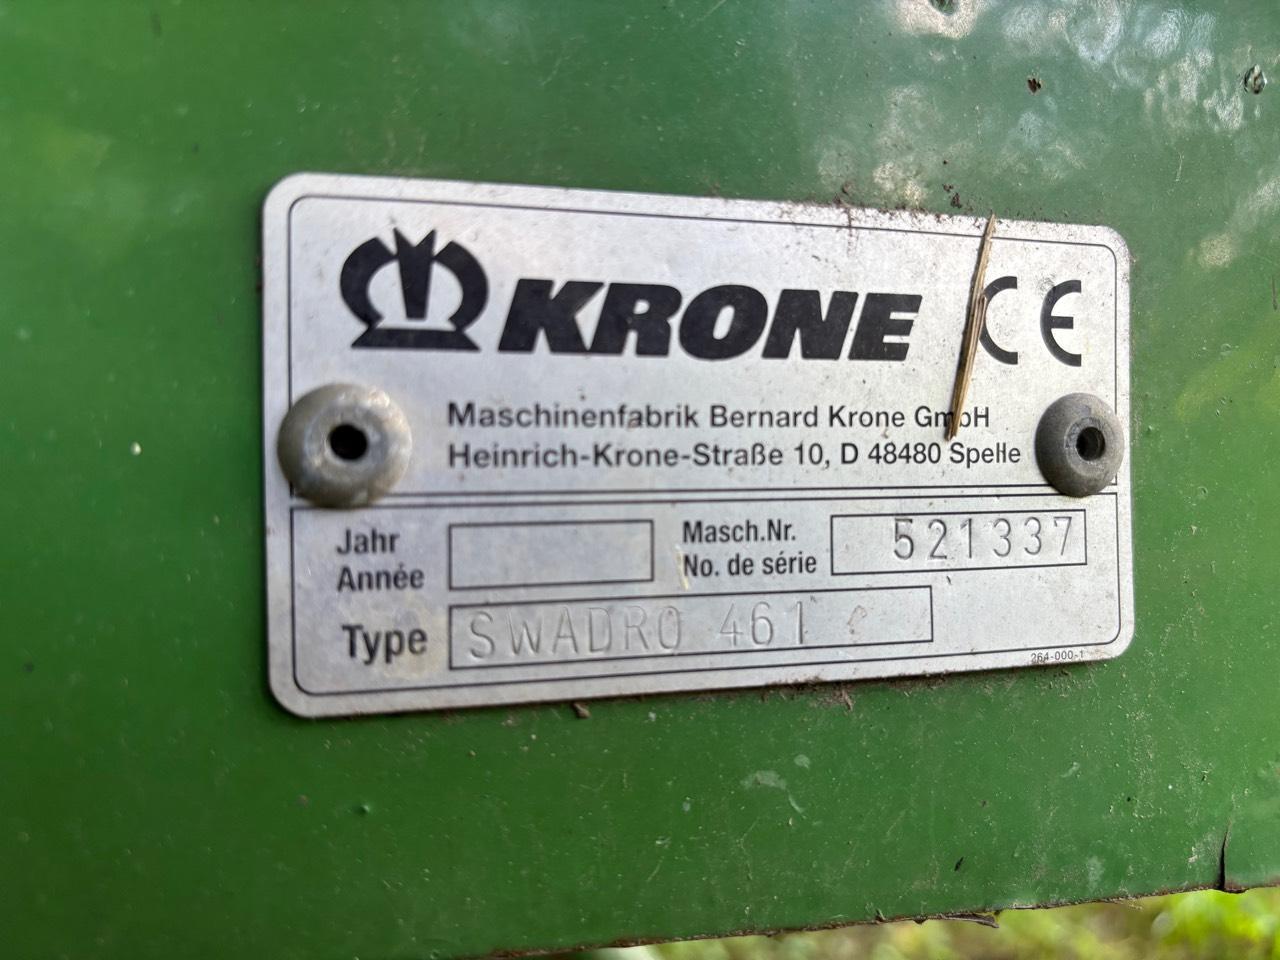 KRONE CE
Maschinenfabrik Bernard Krone GmbH
Heinrich-Krone-Straße 10, D 48480 Spelle
Jahr
Année
Masch.Nr.
No. de série
521337
Type
SWADRO 461
264-000-1